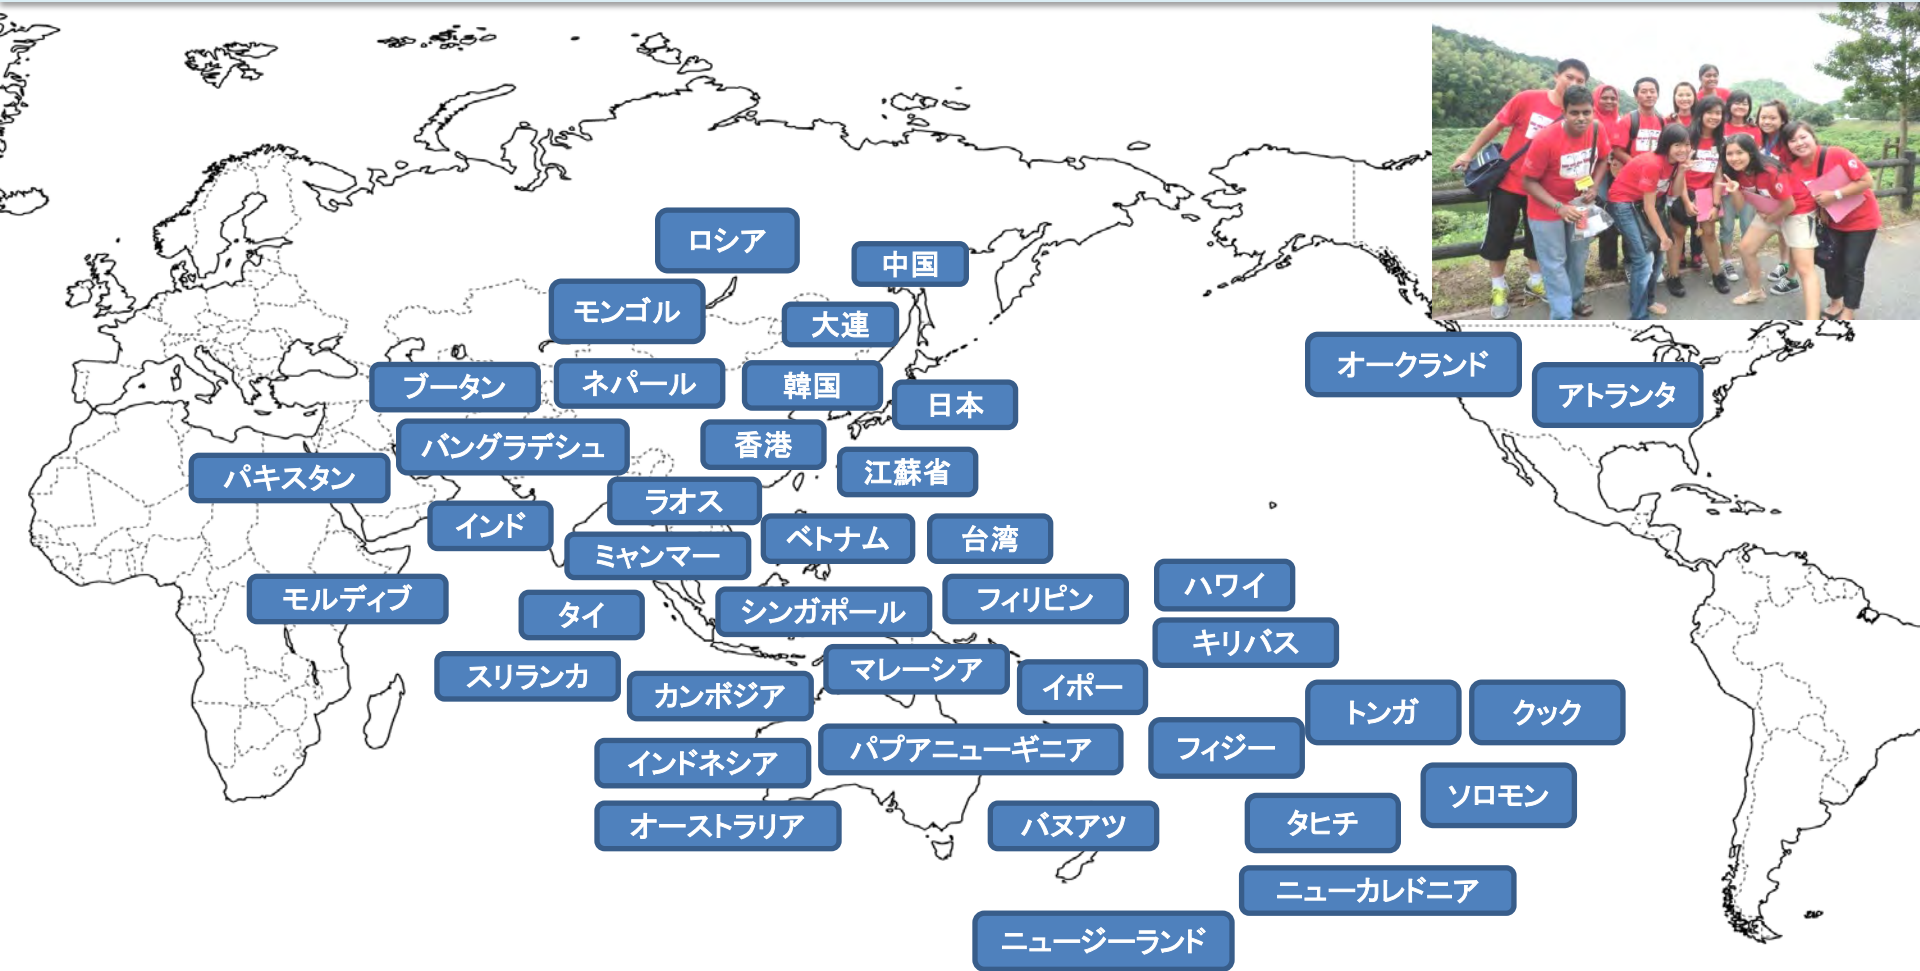 ロシア
中国
モンゴル
大連
オークランド
アトランタ
ブータン
ネパール
韓国
日本
バングラデシュ
香港
江蘇省
パキスタン
ラオス
インド
ベトナム
台湾
ミャンマー
モルディブ
タイ
シンガポール
フィリピン
ハワイ
キリバス
スリランカ
カンボジア
マレーシア
イポー
トンガ
クック
インドネシア
パプアニューギニア
フィジー
ソロモン
オーストラリア
バヌアツ
タヒチ
ニューカレドニア
ニュージーランド